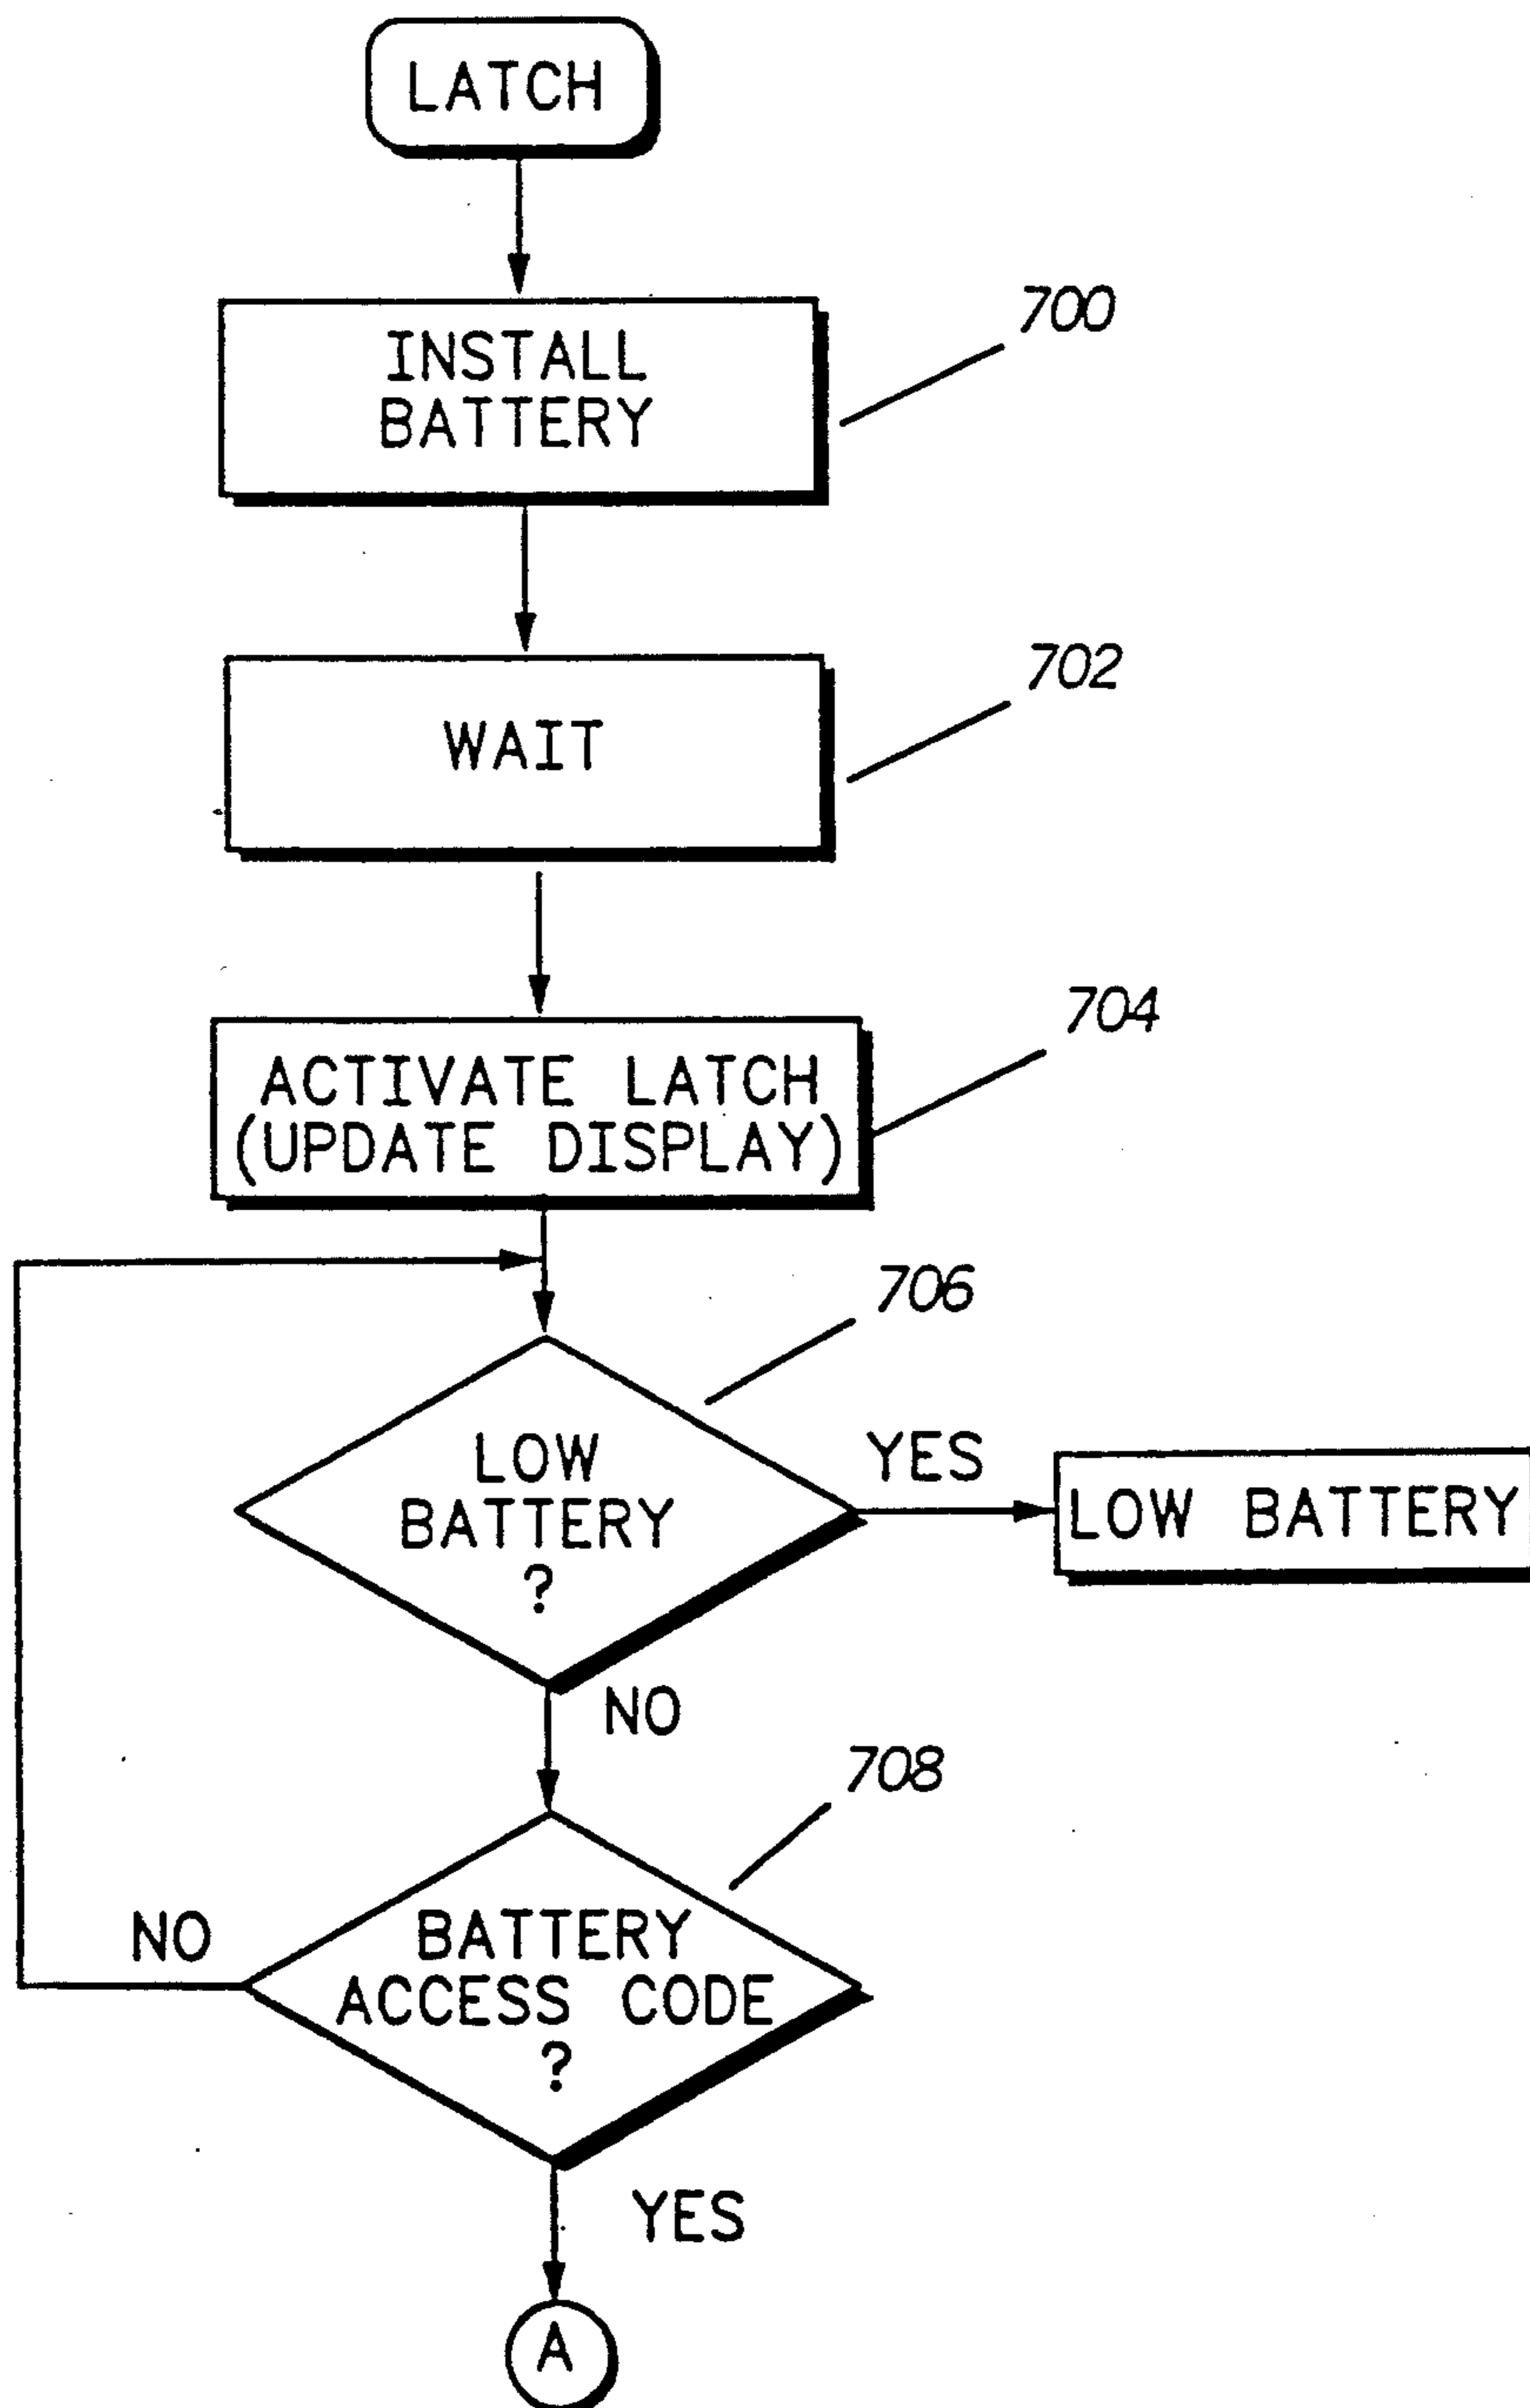 LATCH
INSTALL
BATTERY
700
WAIT
702
ACTIVATE LATCH
(UPDATE DISPLAY)
704
LOW
BATTERY
?
706
YES
LOW BATTERY
NO
BATTERY
ACCESS CODE
?
708
NO
YES
A